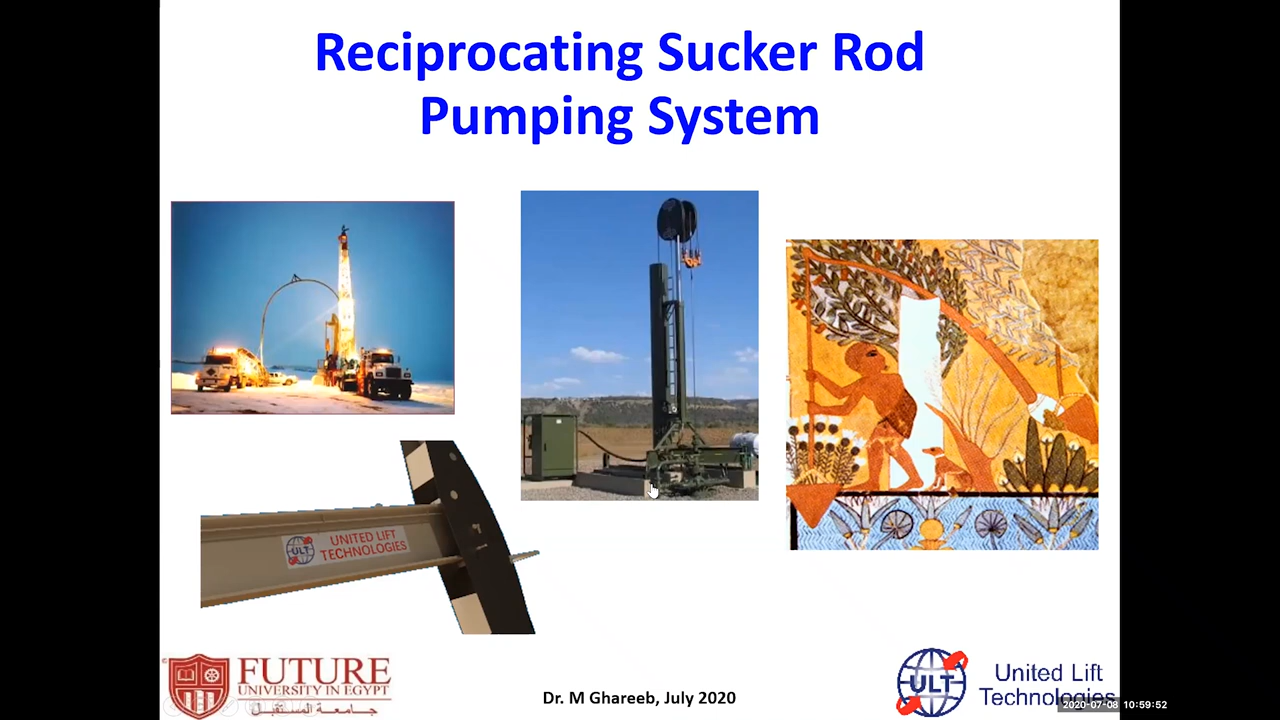 Reciprocating Sucker Rod
Pumping System
UNITED LIFT
TECHNOLOGIES
ULT
FUTURE
UNIVERSITY IN EGYPT
جامعة المستقبل
Dr. M Ghareeb, July 2020
ULT
United Lift
Technologies
2020-07-08 10:59:52